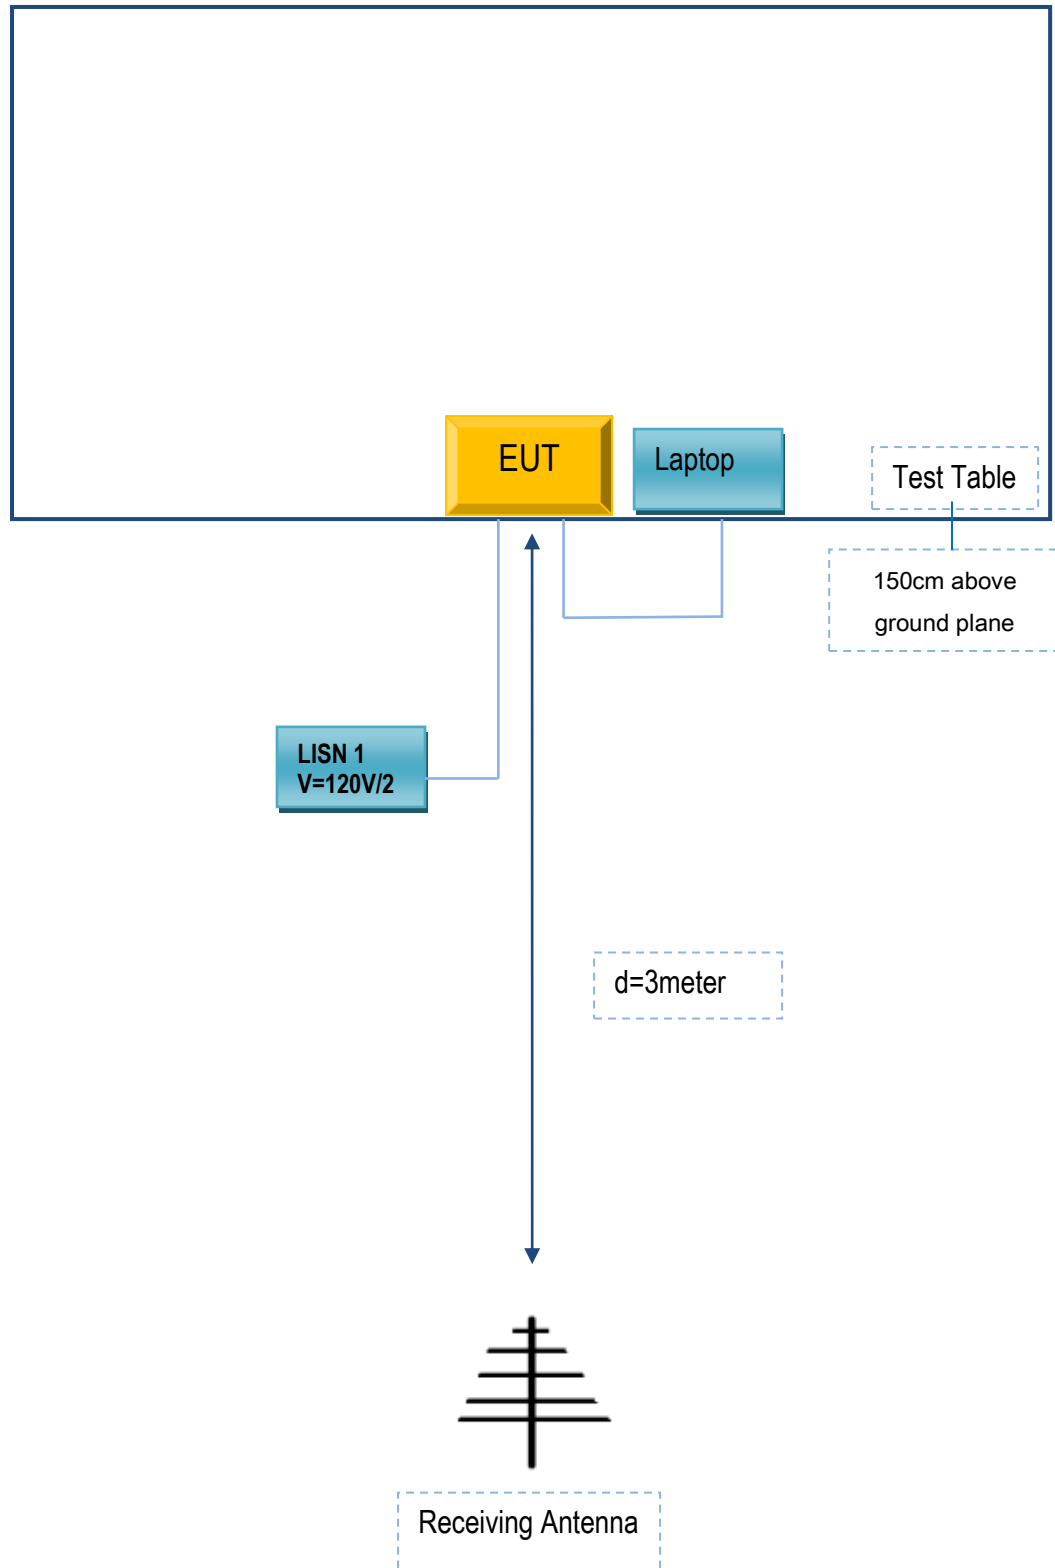 EUT
Laptop
Test Table
150cm above
ground plane
LISN 1
V=120V/2
d=3meter
Receiving Antenna